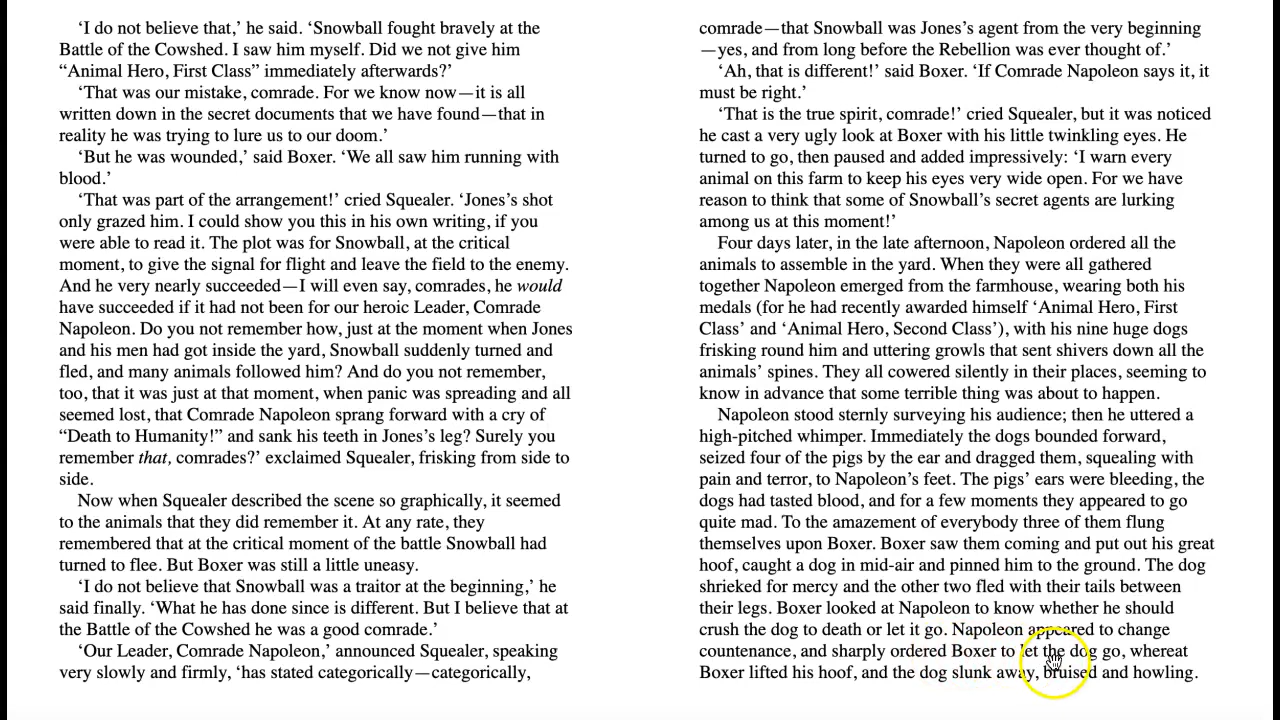 ‘I do not believe that,’ he said. ‘Snowball fought bravely at the
Battle of the Cowshed. I saw him myself. Did we not give him
“Animal Hero, First Class” immediately afterwards?’
‘That was our mistake, comrade. For we know now—it is all
written down in the secret documents that we have found—that in
reality he was trying to lure us to our doom.’
‘But he was wounded,’ said Boxer. ‘We all saw him running with
blood.’
‘That was part of the arrangement!’ cried Squealer. ‘Jones’s shot
only grazed him. I could show you this in his own writing, if you
were able to read it. The plot was for Snowball, at the critical
moment, to give the signal for flight and leave the field to the enemy.
And he very nearly succeeded—I will even say, comrades, he would
have succeeded if it had not been for our heroic Leader, Comrade
Napoleon. Do you not remember how, just at the moment when Jones
and his men had got inside the yard, Snowball suddenly turned and
fled, and many animals followed him? And do you not remember,
too, that it was just at that moment, when panic was spreading and all
seemed lost, that Comrade Napoleon sprang forward with a cry of
“Death to Humanity!” and sank his teeth in Jones’s leg? Surely you
remember that, comrades?’ exclaimed Squealer, frisking from side to
side.
Now when Squealer described the scene so graphically, it seemed
to the animals that they did remember it. At any rate, they
remembered that at the critical moment of the battle Snowball had
turned to flee. But Boxer was still a little uneasy.
‘I do not believe that Snowball was a traitor at the beginning,’ he
said finally. ‘What he has done since is different. But I believe that at
the Battle of the Cowshed he was a good comrade.’
‘Our Leader, Comrade Napoleon,’ announced Squealer, speaking
very slowly and firmly, ‘has stated categorically—categorically,
comrade—that Snowball was Jones’s agent from the very beginning
—yes, and from long before the Rebellion was ever thought of.’
‘Ah, that is different!’ said Boxer. ‘If Comrade Napoleon says it, it
must be right.’
‘That is the true spirit, comrade!’ cried Squealer, but it was noticed
he cast a very ugly look at Boxer with his little twinkling eyes. He
turned to go, then paused and added impressively: ‘I warn every
animal on this farm to keep his eyes very wide open. For we have
reason to think that some of Snowball’s secret agents are lurking
among us at this moment!’
Four days later, in the late afternoon, Napoleon ordered all the
animals to assemble in the yard. When they were all gathered
together Napoleon emerged from the farmhouse, wearing both his
medals (for he had recently awarded himself ‘Animal Hero, First
Class’ and ‘Animal Hero, Second Class’), with his nine huge dogs
frisking round him and uttering growls that sent shivers down all the
animals’ spines. They all cowered silently in their places, seeming to
know in advance that some terrible thing was about to happen.
Napoleon stood sternly surveying his audience; then he uttered a
high-pitched whimper. Immediately the dogs bounded forward,
seized four of the pigs by the ear and dragged them, squealing with
pain and terror, to Napoleon’s feet. The pigs’ ears were bleeding, the
dogs had tasted blood, and for a few moments they appeared to go
quite mad. To the amazement of everybody three of them flung
themselves upon Boxer. Boxer saw them coming and put out his great
hoof, caught a dog in mid-air and pinned him to the ground. The dog
shrieked for mercy and the other two fled with their tails between
their legs. Boxer looked at Napoleon to know whether he should
crush the dog to death or let it go. Napoleon appeared to change
countenance, and sharply ordered Boxer to let the dog go, whereat
Boxer lifted his hoof, and the dog slunk away, bruised and howling.